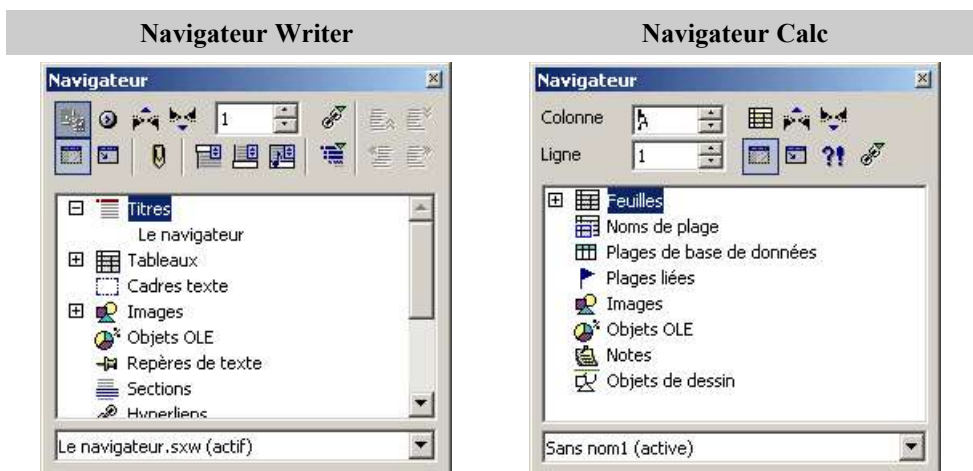 Navigateur Writer
Navigateur Calc
Navigateur
1
Titres
Le navigateur
Tableaux
Cadres texte
Images
Objets OLE
Repères de texte
Sections
Hyperliens
Le navigateur.sxw (actif)
Navigateur
Colonne A
Ligne 1
Feuilles
Noms de plage
Plages de base de données
Plages liées
Images
Objets OLE
Notes
Objets de dessin
Sans nom1 (active)